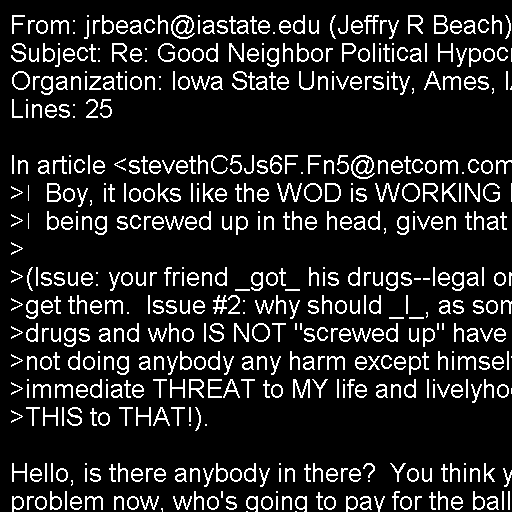 From: jrbeach@iastate.edu (Jeffry R Beach)
Subject: Re: Good Neighbor Political Hypoc
Organization: Iowa State University, Ames, I
Lines: 25

In article <stevethC5Js6F.Fn5@netcom.com
>|  Boy, it looks like the WOD is WORKING
>|  being screwed up in the head, given that
>
>(Issue: your friend _got_ his drugs--legal or
>get them.  Issue #2: why should _I_, as som
>drugs and who IS NOT "screwed up" have
>not doing anybody any harm except himsel
>immediate THREAT to MY life and livelyho
>THIS to THAT!).

Hello, is there anybody in there?  You think y
problem now, who's going to pay for the ball